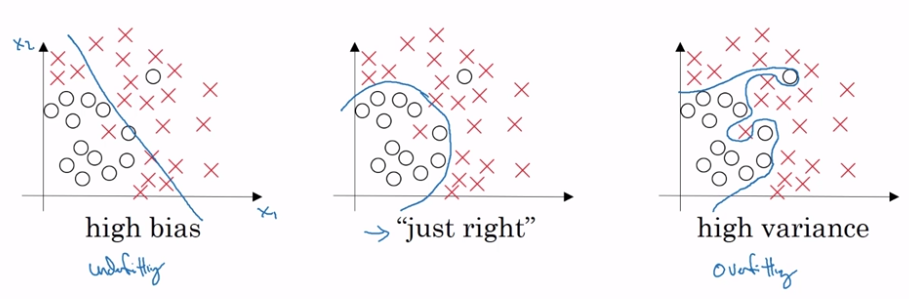 x₂
x₁
high bias
→ "just right"
high variance
underfitting
overfitting